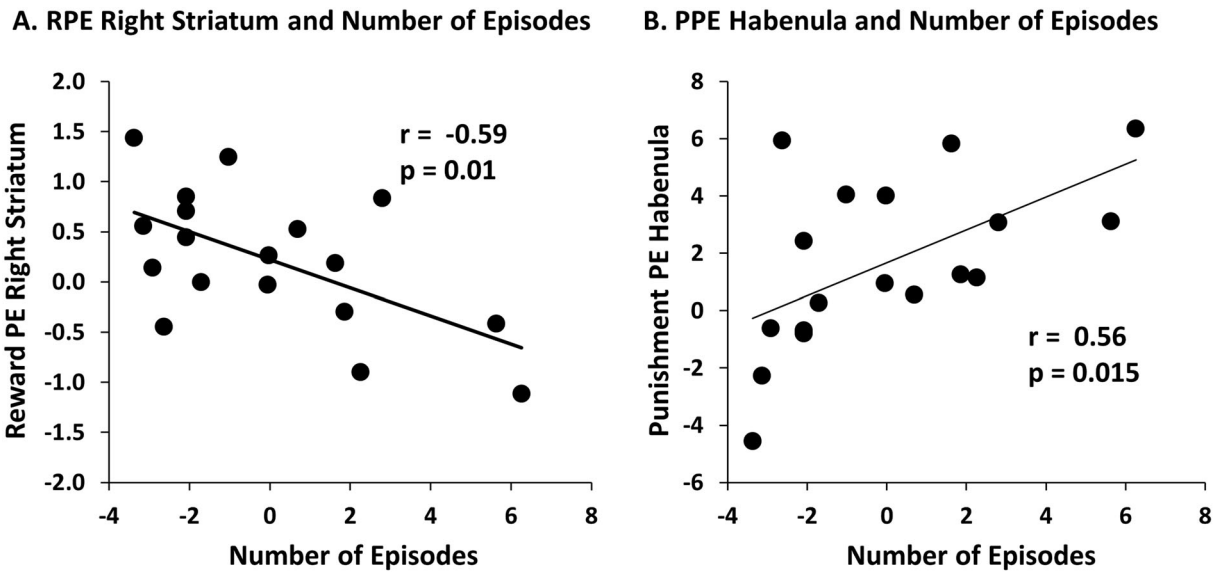 A. RPE Right Striatum and Number of Episodes
2.0
1.5
1.0
0.5
0.0
-0.5
-1.0
-1.5
-2.0
Reward PE Right Striatum
r = -0.59
p = 0.01
-4 -2 0 2 4 6 8
Number of Episodes
B. PPE Habenula and Number of Episodes
8
6
4
2
0
-2
-4
-6
Punishment PE Habenula
r = 0.56
p = 0.015
-4 -2 0 2 4 6 8
Number of Episodes